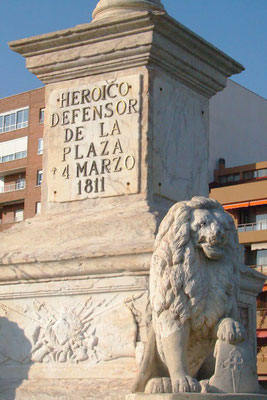 HEROICO
DEFENSOR
DE LA
PLAZA
† 4 MARZO
1811